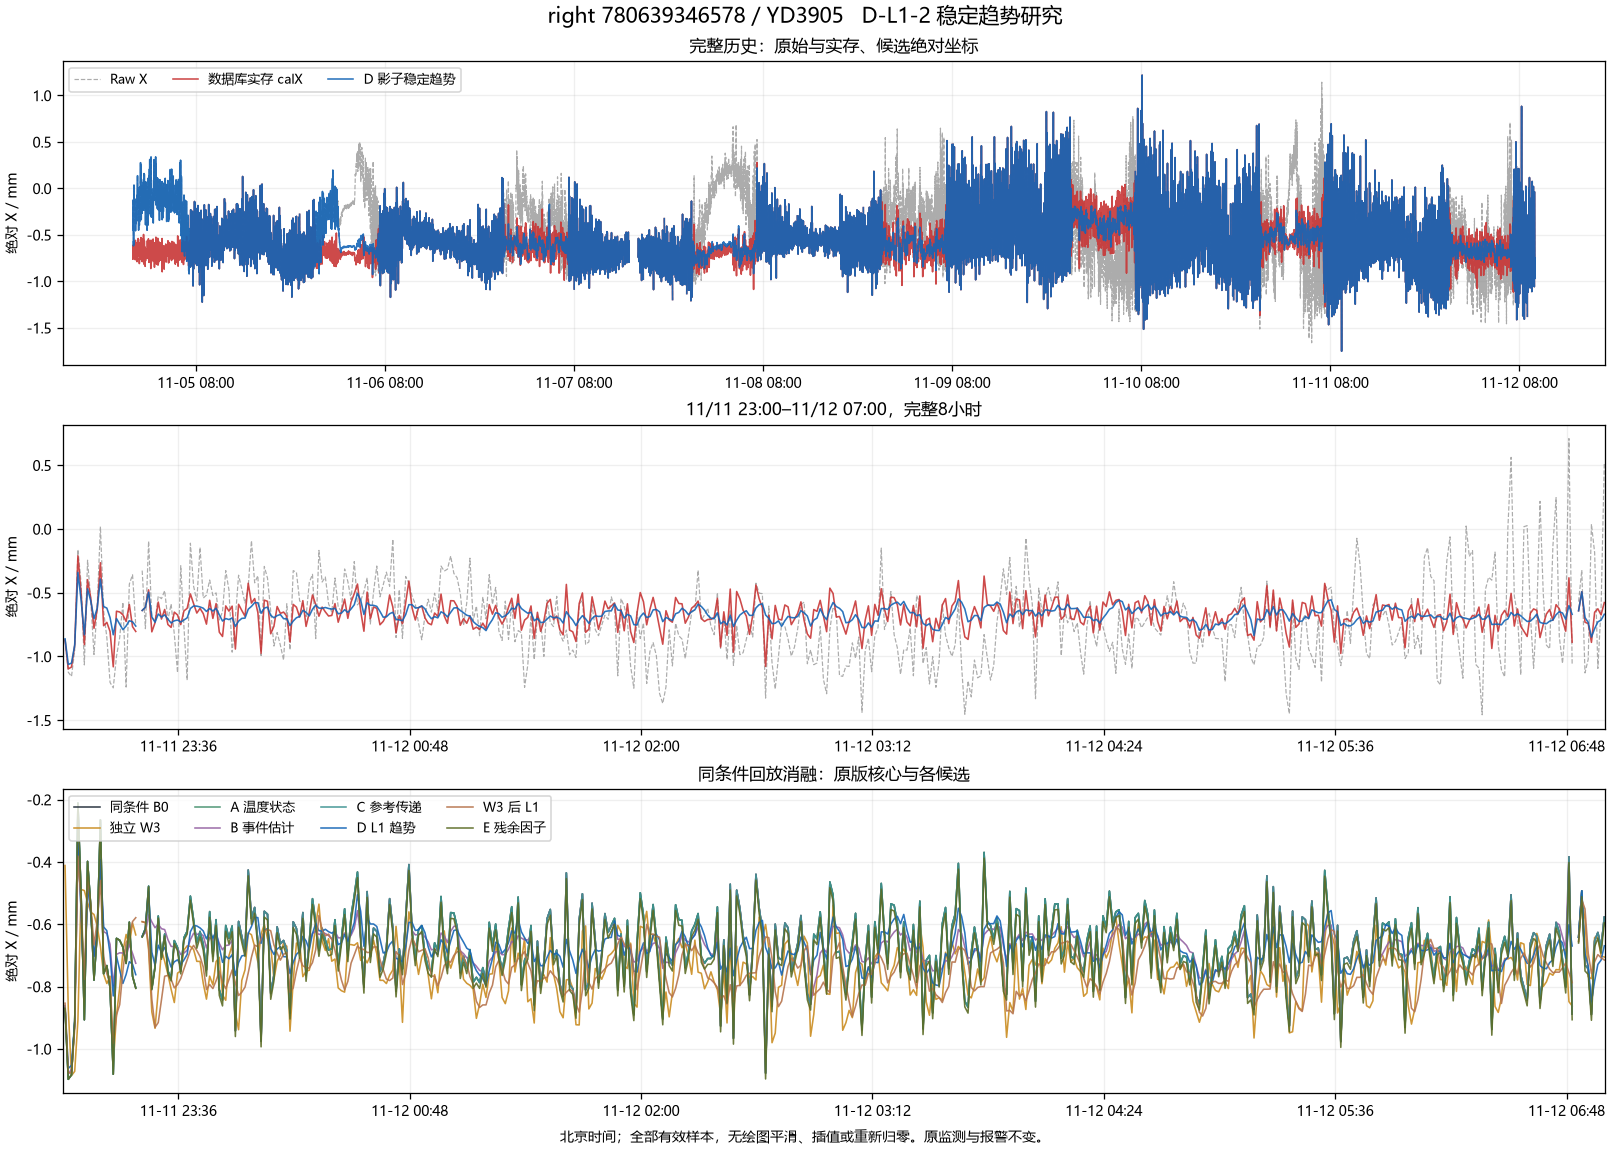 right 780639346578 / YD3905   D-L1-2 稳定趋势研究
完整历史：原始与实存、候选绝对坐标
Raw X
数据库实存 calX
D 影子稳定趋势
绝对 X / mm
1.0
0.5
0.0
-0.5
-1.0
-1.5
11-05 08:00
11-06 08:00
11-07 08:00
11-08 08:00
11-09 08:00
11-10 08:00
11-11 08:00
11-12 08:00
11/11 23:00–11/12 07:00，完整8小时
绝对 X / mm
0.5
0.0
-0.5
-1.0
-1.5
11-11 23:36
11-12 00:48
11-12 02:00
11-12 03:12
11-12 04:24
11-12 05:36
11-12 06:48
同条件回放消融：原版核心与各候选
同条件 B0
A 温度状态
C 参考传递
W3 后 L1
独立 W3
B 事件估计
D L1 趋势
E 残余因子
绝对 X / mm
-0.2
-0.4
-0.6
-0.8
-1.0
11-11 23:36
11-12 00:48
11-12 02:00
11-12 03:12
11-12 04:24
11-12 05:36
11-12 06:48
北京时间；全部有效样本，无绘图平滑、插值或重新归零。原监测与报警不变。